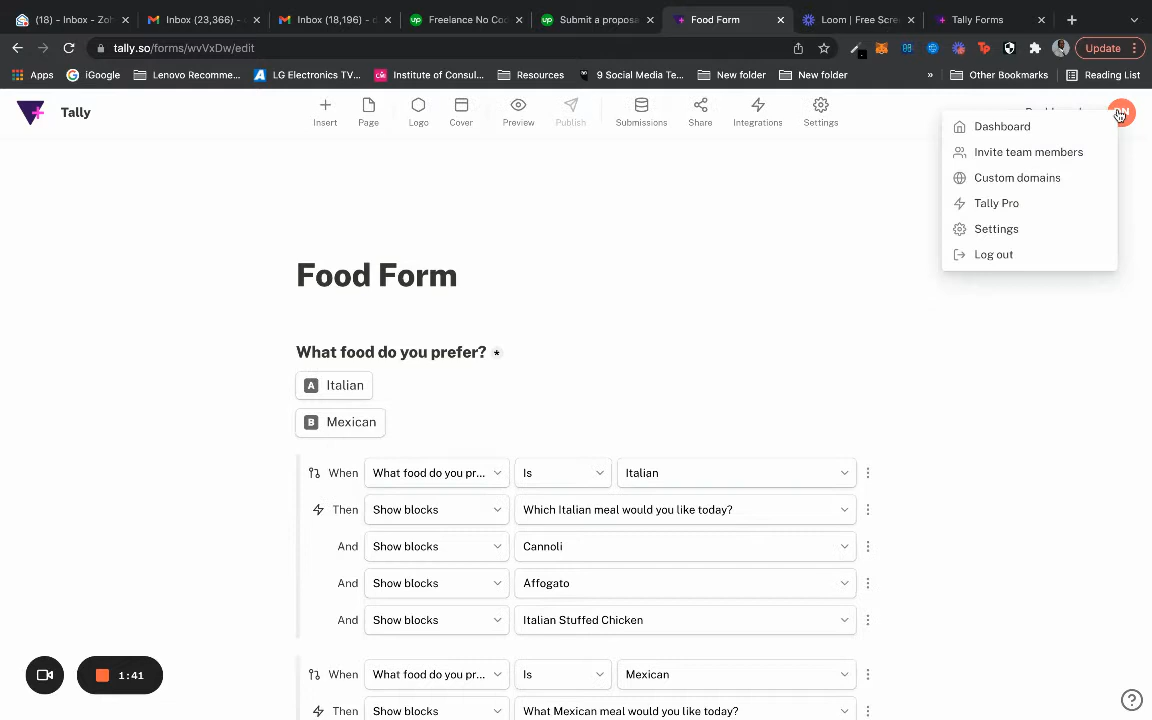 (18) - Inbox - Zoh
Inbox (23,366) -
Inbox (18,196) - d
Freelance No Coo
Submit a proposa
Food Form
Loom | Free Scree
Tally Forms
tally.so/forms/wvVxDw/edit
Update
Apps
iGoogle
Lenovo Recomme...
LG Electronics TV...
Institute of Consul...
Resources
9 Social Media Te...
New folder
New folder
»
Other Bookmarks
Reading List
Tally
Insert
Page
Logo
Cover
Preview
Publish
Submissions
Share
Integrations
Settings
Dashboard
Invite team members
Custom domains
Tally Pro
Settings
Log out
Food Form
What food do you prefer? *
A Italian
B Mexican
When What food do you pr... Is Italian
Then Show blocks Which Italian meal would you like today?
And Show blocks Cannoli
And Show blocks Affogato
And Show blocks Italian Stuffed Chicken
When What food do you pr... Is Mexican
Then Show blocks What Mexican meal would you like today?
1:41
?